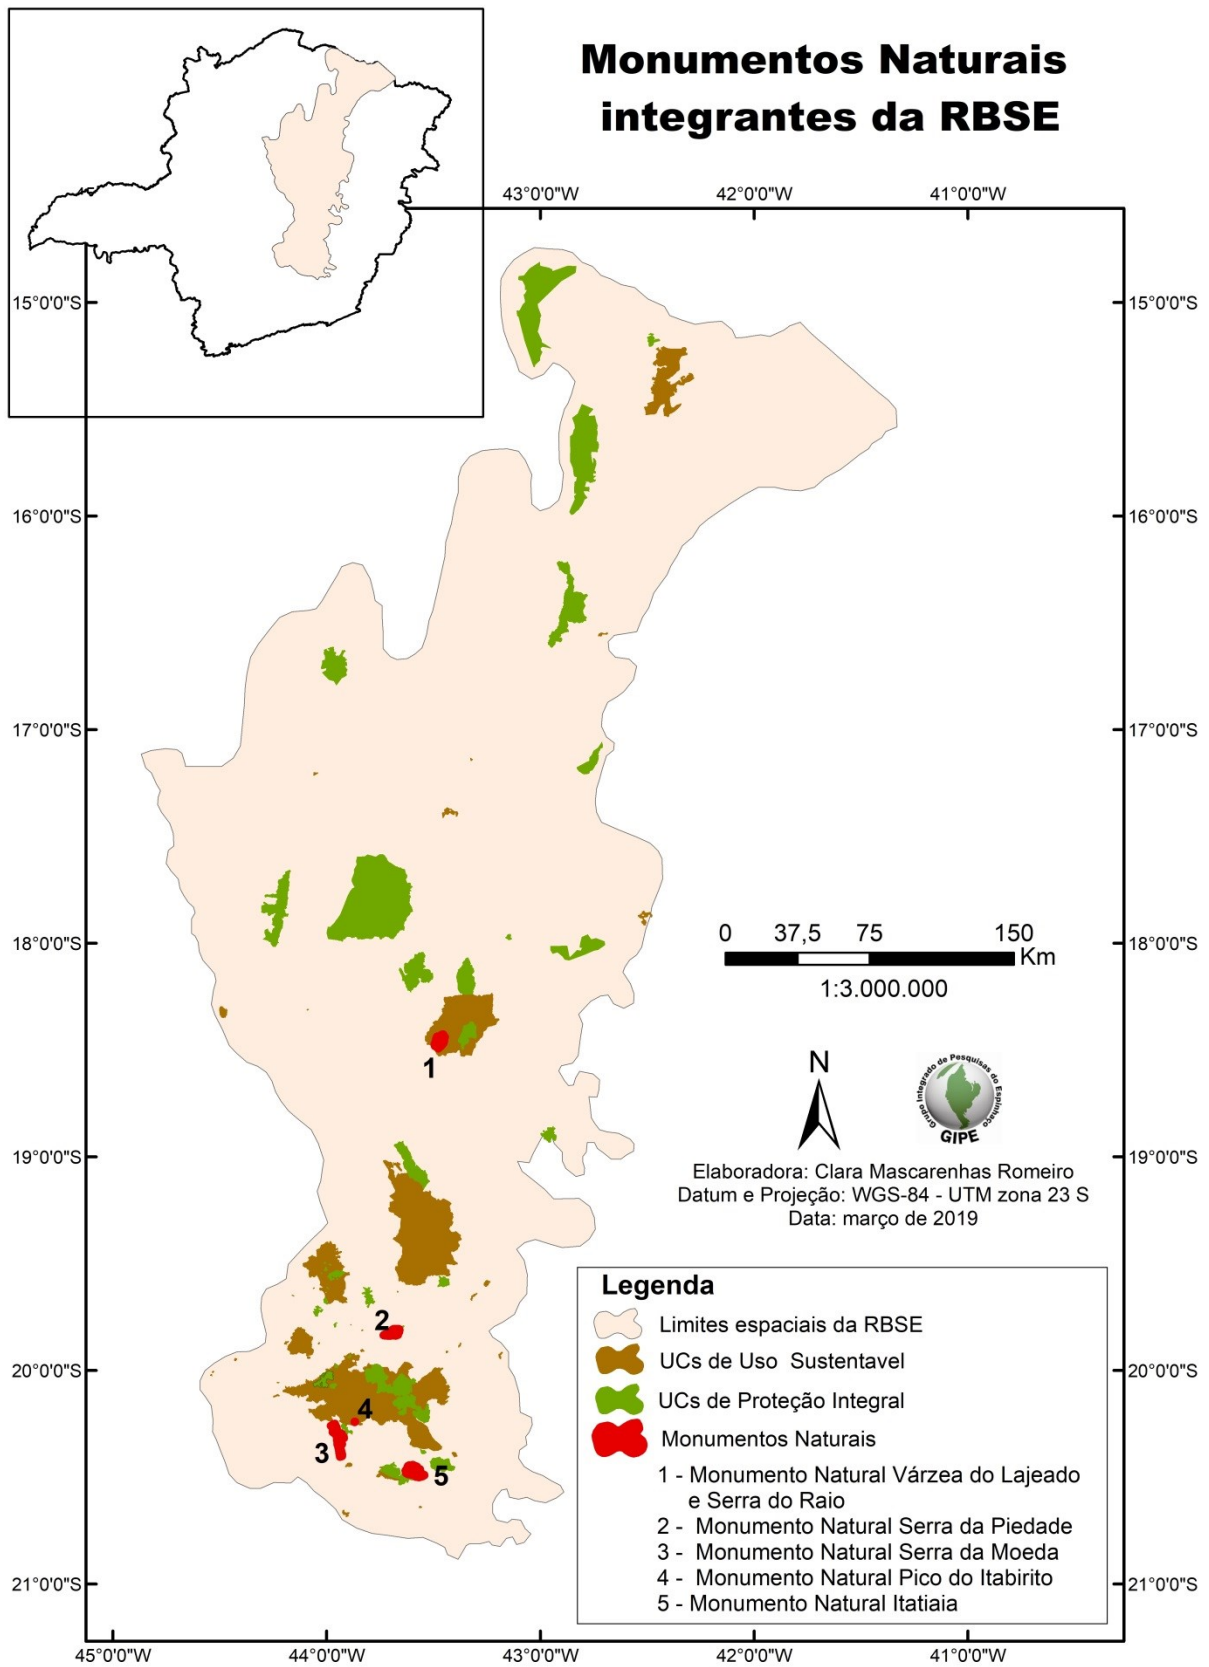 Monumentos Naturais
integrantes da RBSE
43°0'0"W 42°0'0"W 41°0'0"W
15°0'0"S 15°0'0"S
16°0'0"S 16°0'0"S
17°0'0"S 17°0'0"S
18°0'0"S 18°0'0"S
0 37,5 75 150
Km
1:3.000.000
1
N
Grupo Integrado de Pesquisas do Espinhaço
GIPE
19°0'0"S 19°0'0"S
Elaboradora: Clara Mascarenhas Romeiro
Datum e Projeção: WGS-84 - UTM zona 23 S
Data: março de 2019
2
20°0'0"S 20°0'0"S
4
3
5
Legenda
Limites espaciais da RBSE
UCs de Uso Sustentavel
UCs de Proteção Integral
Monumentos Naturais
1 - Monumento Natural Várzea do Lajeado
e Serra do Raio
2 - Monumento Natural Serra da Piedade
3 - Monumento Natural Serra da Moeda
4 - Monumento Natural Pico do Itabirito
5 - Monumento Natural Itatiaia
21°0'0"S 21°0'0"S
45°0'0"W 44°0'0"W 43°0'0"W 42°0'0"W 41°0'0"W